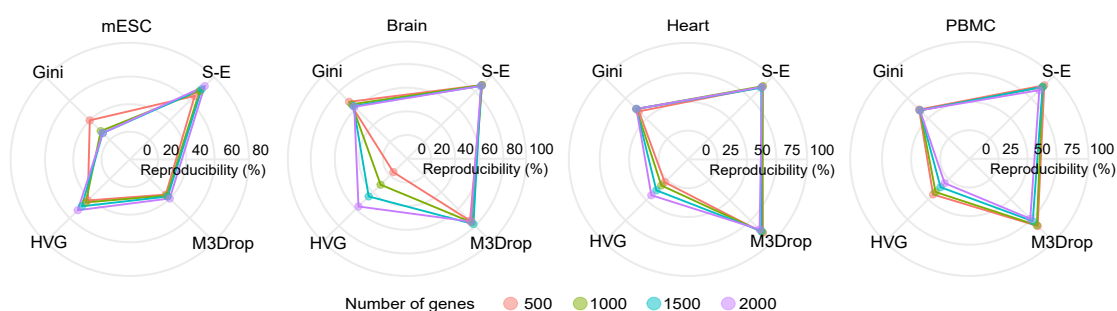 mESC
Gini
S-E
0 20 40 60 80
Reproducibility (%)
HVG
M3Drop
Brain
Gini
S-E
0 20 40 60 80 100
Reproducibility (%)
HVG
M3Drop
Heart
Gini
S-E
0 25 50 75 100
Reproducibility (%)
HVG
M3Drop
PBMC
Gini
S-E
0 25 50 75 100
Reproducibility (%)
HVG
M3Drop
Number of genes 500 1000 1500 2000